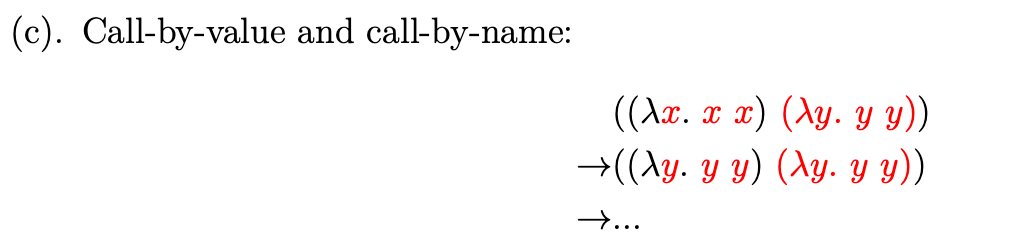 (c). Call-by-value and call-by-name:
((λx. x x) (λy. y y))
→((λy. y y) (λy. y y))
→...